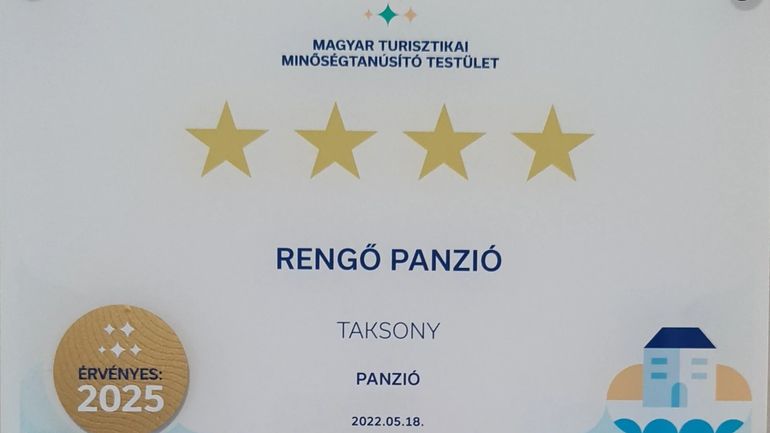 MAGYAR TURISZTIKAI
MINŐSÉGTANÚSÍTÓ TESTÜLET
RENGŐ PANZIÓ
TAKSONY
PANZIÓ
2022.05.18.
ÉRVÉNYES:
2025